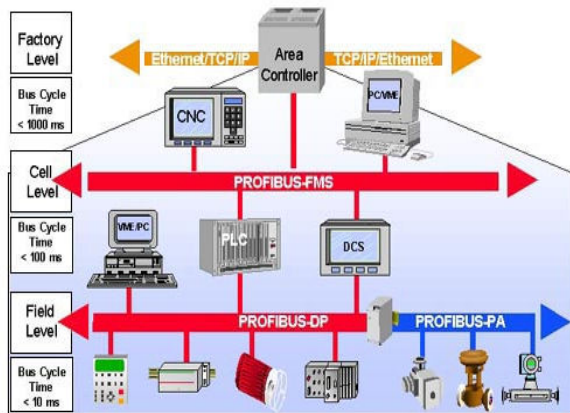 Factory
Level
Ethernet/TCP/IP
Area
Controller
TCP/IP/Ethernet
Bus Cycle
Time
< 1000 ms
CNC
PC/VME
Cell
Level
PROFIBUS-FMS
Bus Cycle
Time
< 100 ms
VME/PC
PLC
DCS
Field
Level
PROFIBUS-DP
PROFIBUS-PA
Bus Cycle
Time
< 10 ms